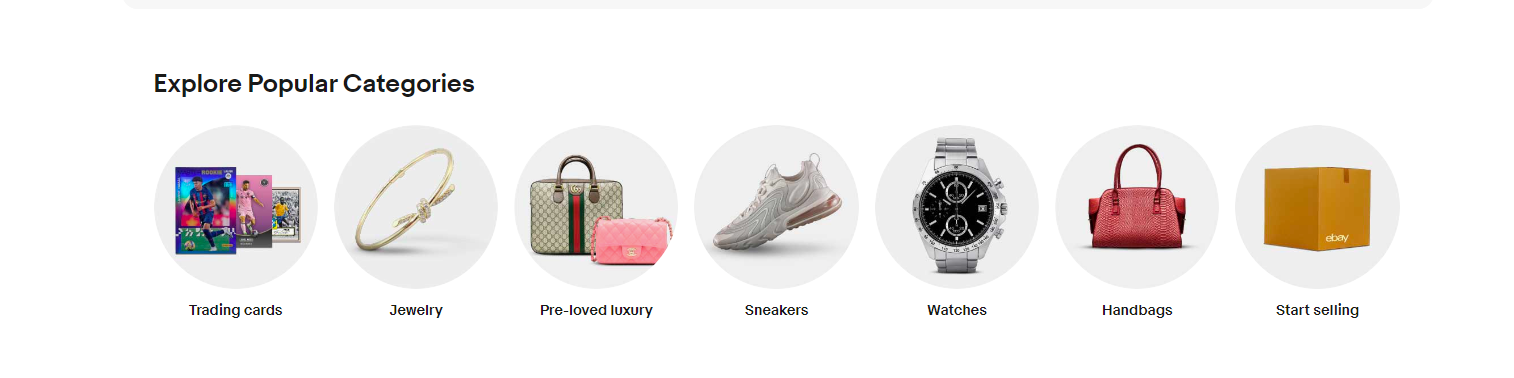 Explore Popular Categories
ROOKIE
ebay
Trading cards
Jewelry
Pre-loved luxury
Sneakers
Watches
Handbags
Start selling